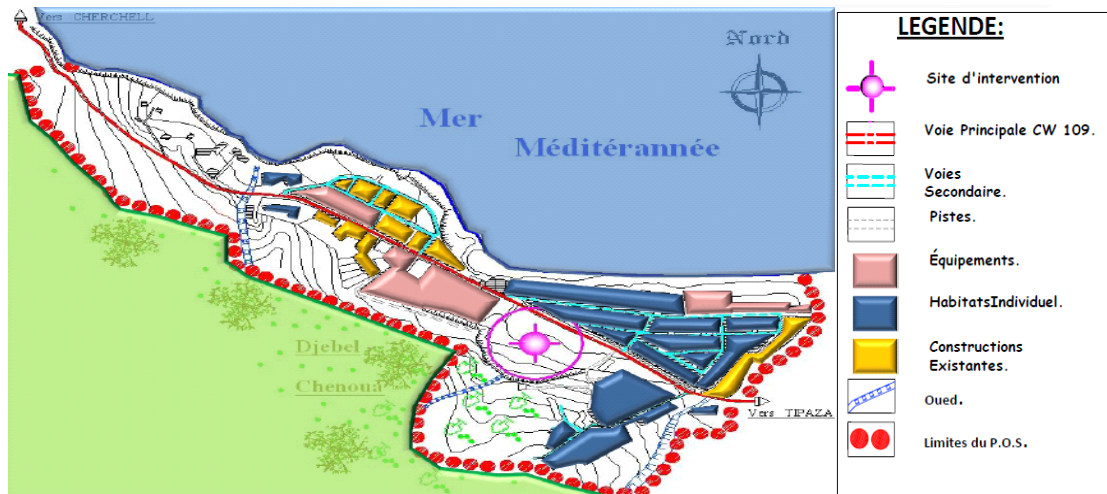 Vers CHERCHELL
Nord
Mer
Méditérannée
Djebel
Chenoua
Vers TIPAZA
LEGENDE:
Site d'intervention
Voie Principale CW 109.
Voies
Secondaire.
Pistes.
Équipements.
HabitatsIndividuel.
Constructions
Existantes.
Oued.
Limites du P.O.S.